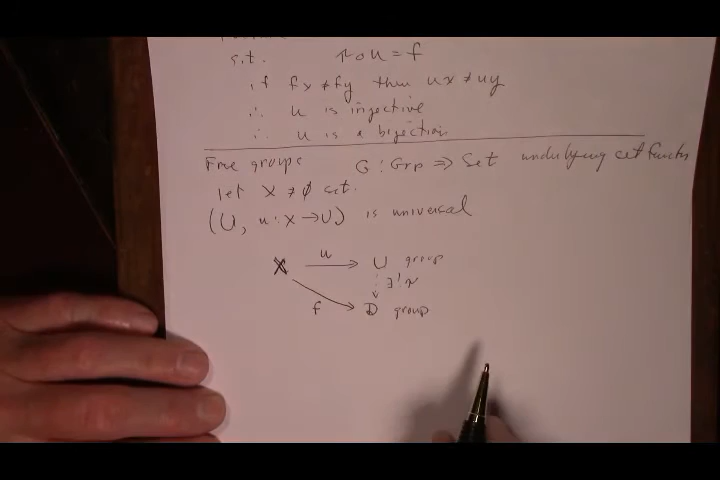 s.t. r∘u = f
if fx ≠ fy then ux ≠ uy
∴ u is injective
∴ u is a bijection
Free groups G : Grp ⇒ Set underlying set functor
let X ≠ ∅ set.
(U, u: X → U) is universal
X u U group
∃! r
f D group